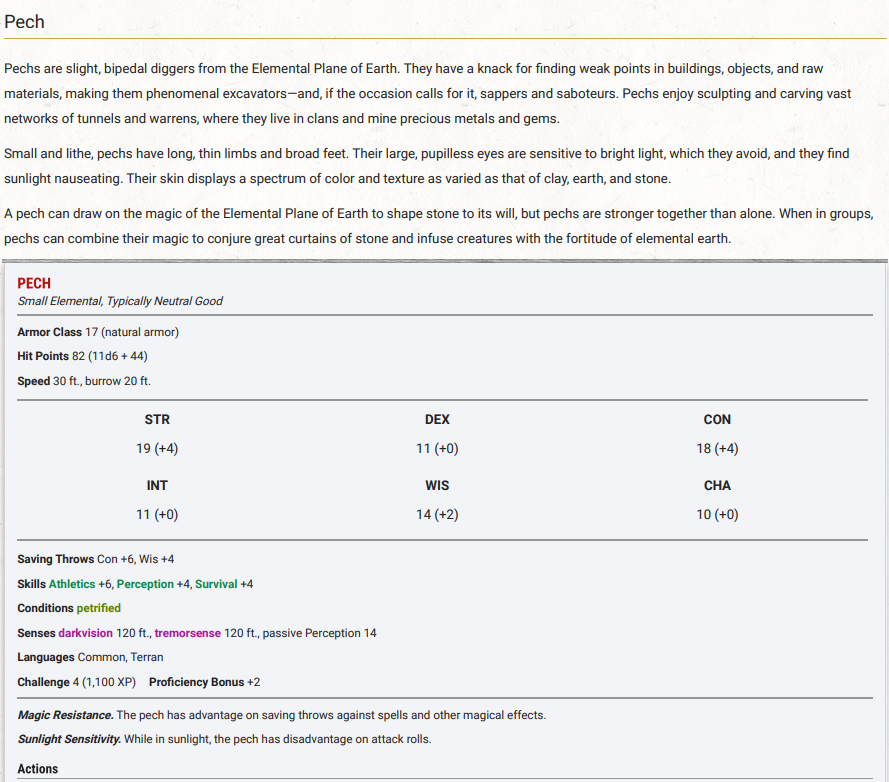 Pech
Pechs are slight, bipedal diggers from the Elemental Plane of Earth. They have a knack for finding weak points in buildings, objects, and raw
materials, making them phenomenal excavators—and, if the occasion calls for it, sappers and saboteurs. Pechs enjoy sculpting and carving vast
networks of tunnels and warrens, where they live in clans and mine precious metals and gems.
Small and lithe, pechs have long, thin limbs and broad feet. Their large, pupilless eyes are sensitive to bright light, which they avoid, and they find
sunlight nauseating. Their skin displays a spectrum of color and texture as varied as that of clay, earth, and stone.
A pech can draw on the magic of the Elemental Plane of Earth to shape stone to its will, but pechs are stronger together than alone. When in groups,
pechs can combine their magic to conjure great curtains of stone and infuse creatures with the fortitude of elemental earth.
PECH
Small Elemental, Typically Neutral Good
Armor Class 17 (natural armor)
Hit Points 82 (11d6 + 44)
Speed 30 ft., burrow 20 ft.
STR DEX CON
19 (+4) 11 (+0) 18 (+4)
INT WIS CHA
11 (+0) 14 (+2) 10 (+0)
Saving Throws Con +6, Wis +4
Skills Athletics +6, Perception +4, Survival +4
Conditions petrified
Senses darkvision 120 ft., tremorsense 120 ft., passive Perception 14
Languages Common, Terran
Challenge 4 (1,100 XP) Proficiency Bonus +2
Magic Resistance. The pech has advantage on saving throws against spells and other magical effects.
Sunlight Sensitivity. While in sunlight, the pech has disadvantage on attack rolls.
Actions